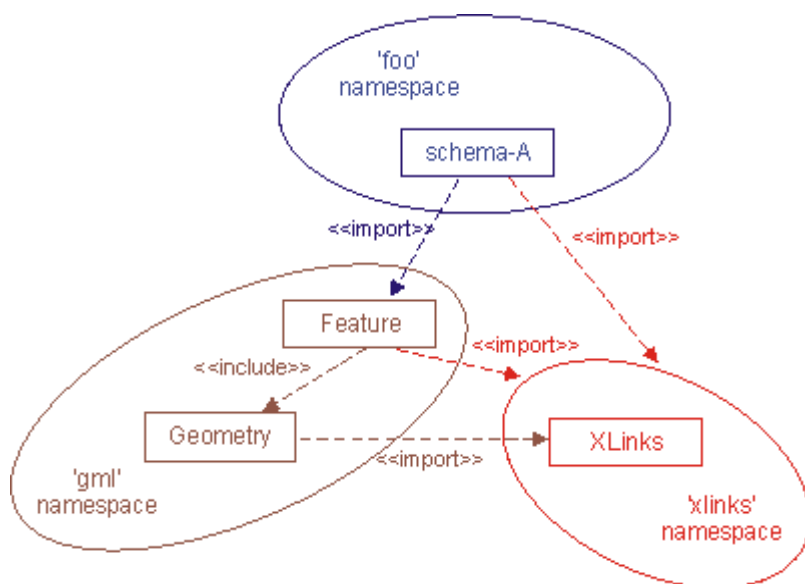 'foo'
namespace
schema-A
<<import>>
<<import>>
Feature
<<include>>
<<import>>
Geometry
XLinks
<<import>>
'gml'
namespace
'xlinks'
namespace